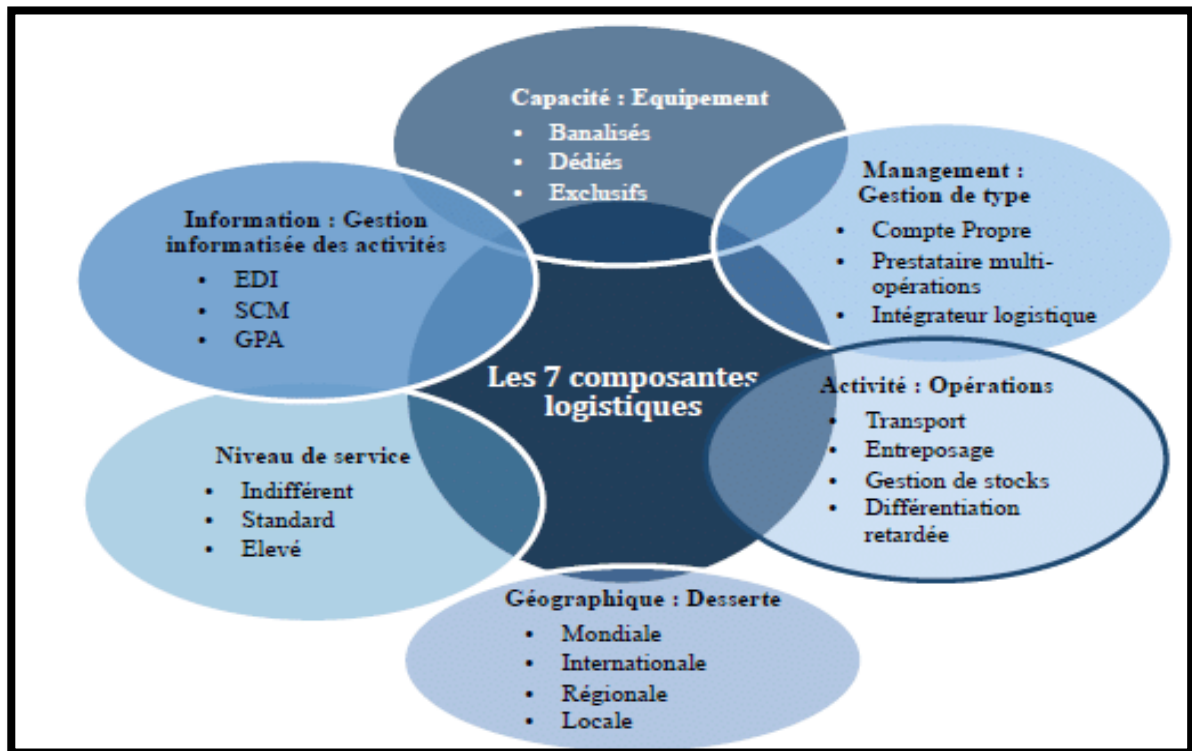 Capacité : Equipement
• Banalisés
• Dédiés
• Exclusifs
Management :
Gestion de type
• Compte Propre
• Prestataire multi-
opérations
• Intégrateur logistique
Activité : Opérations
• Transport
• Entreposage
• Gestion de stocks
• Différentiation
retardée
Géographique : Desserte
• Mondiale
• Internationale
• Régionale
• Locale
Niveau de service
• Indifférent
• Standard
• Elevé
Information : Gestion
informatisée des activités
• EDI
• SCM
• GPA
Les 7 composantes
logistiques